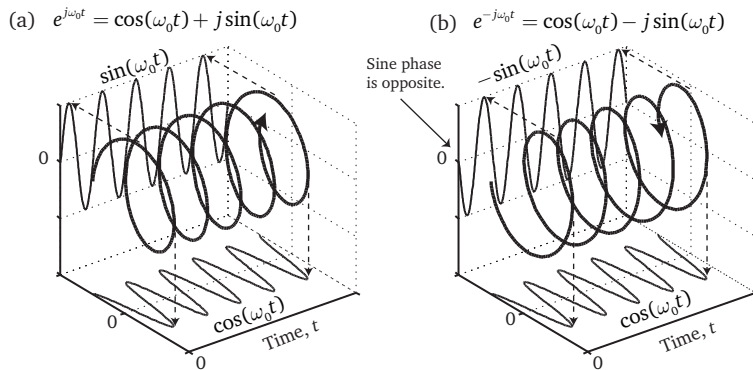 (a) e^{jω₀t} = cos(ω₀t) + j sin(ω₀t)
sin(ω₀t)
0
0
cos(ω₀t)
Time, t
0
(b) e^{−jω₀t} = cos(ω₀t) − j sin(ω₀t)
Sine phase
is opposite.
−sin(ω₀t)
0
0
cos(ω₀t)
Time, t
0